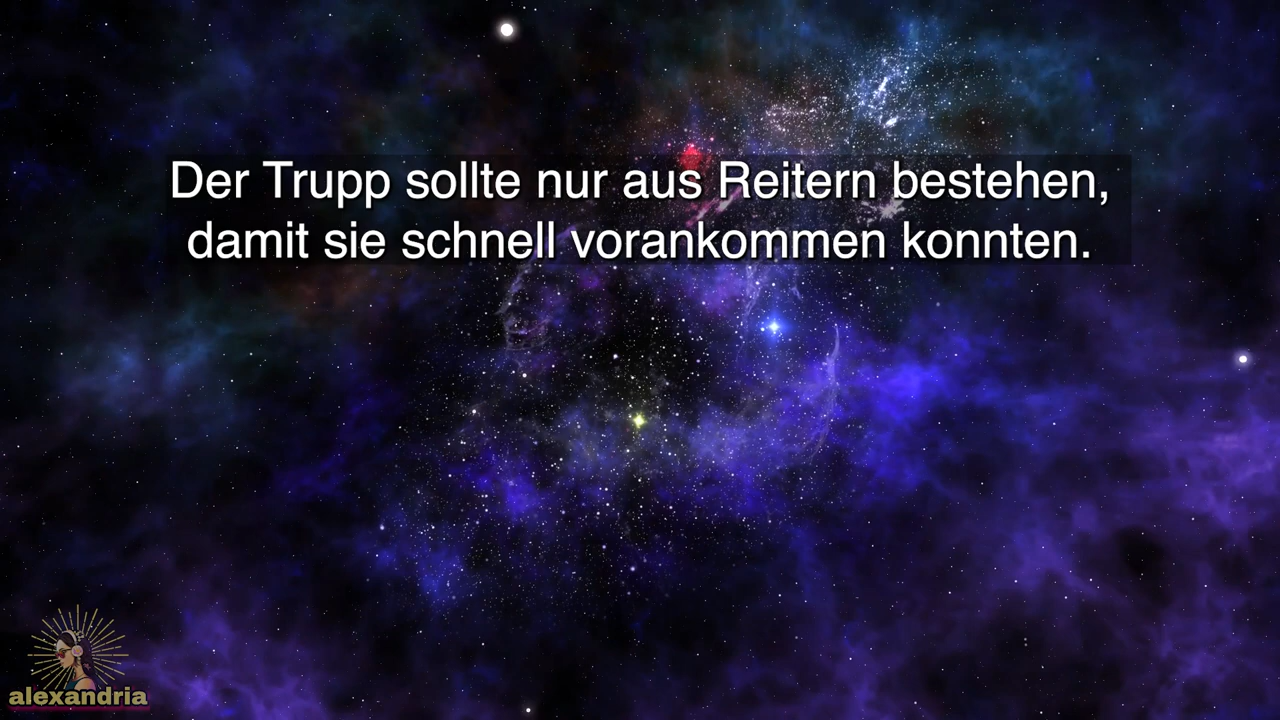 Der Trupp sollte nur aus Reitern bestehen,
damit sie schnell vorankommen konnten.
alexandria